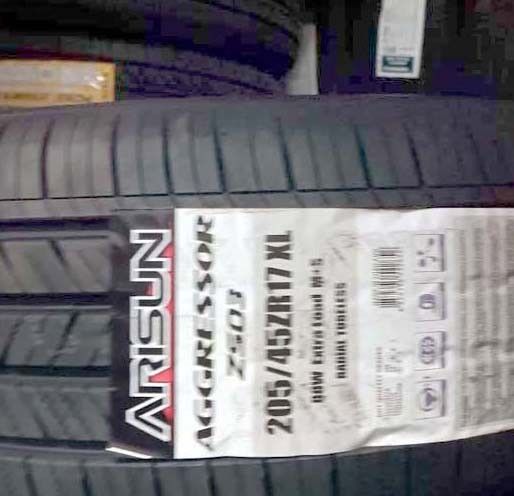 ARISUN
AGGRESSOR
ZS03
205/45ZR17 XL
88W Extra Load M+S
RADIAL TUBELESS